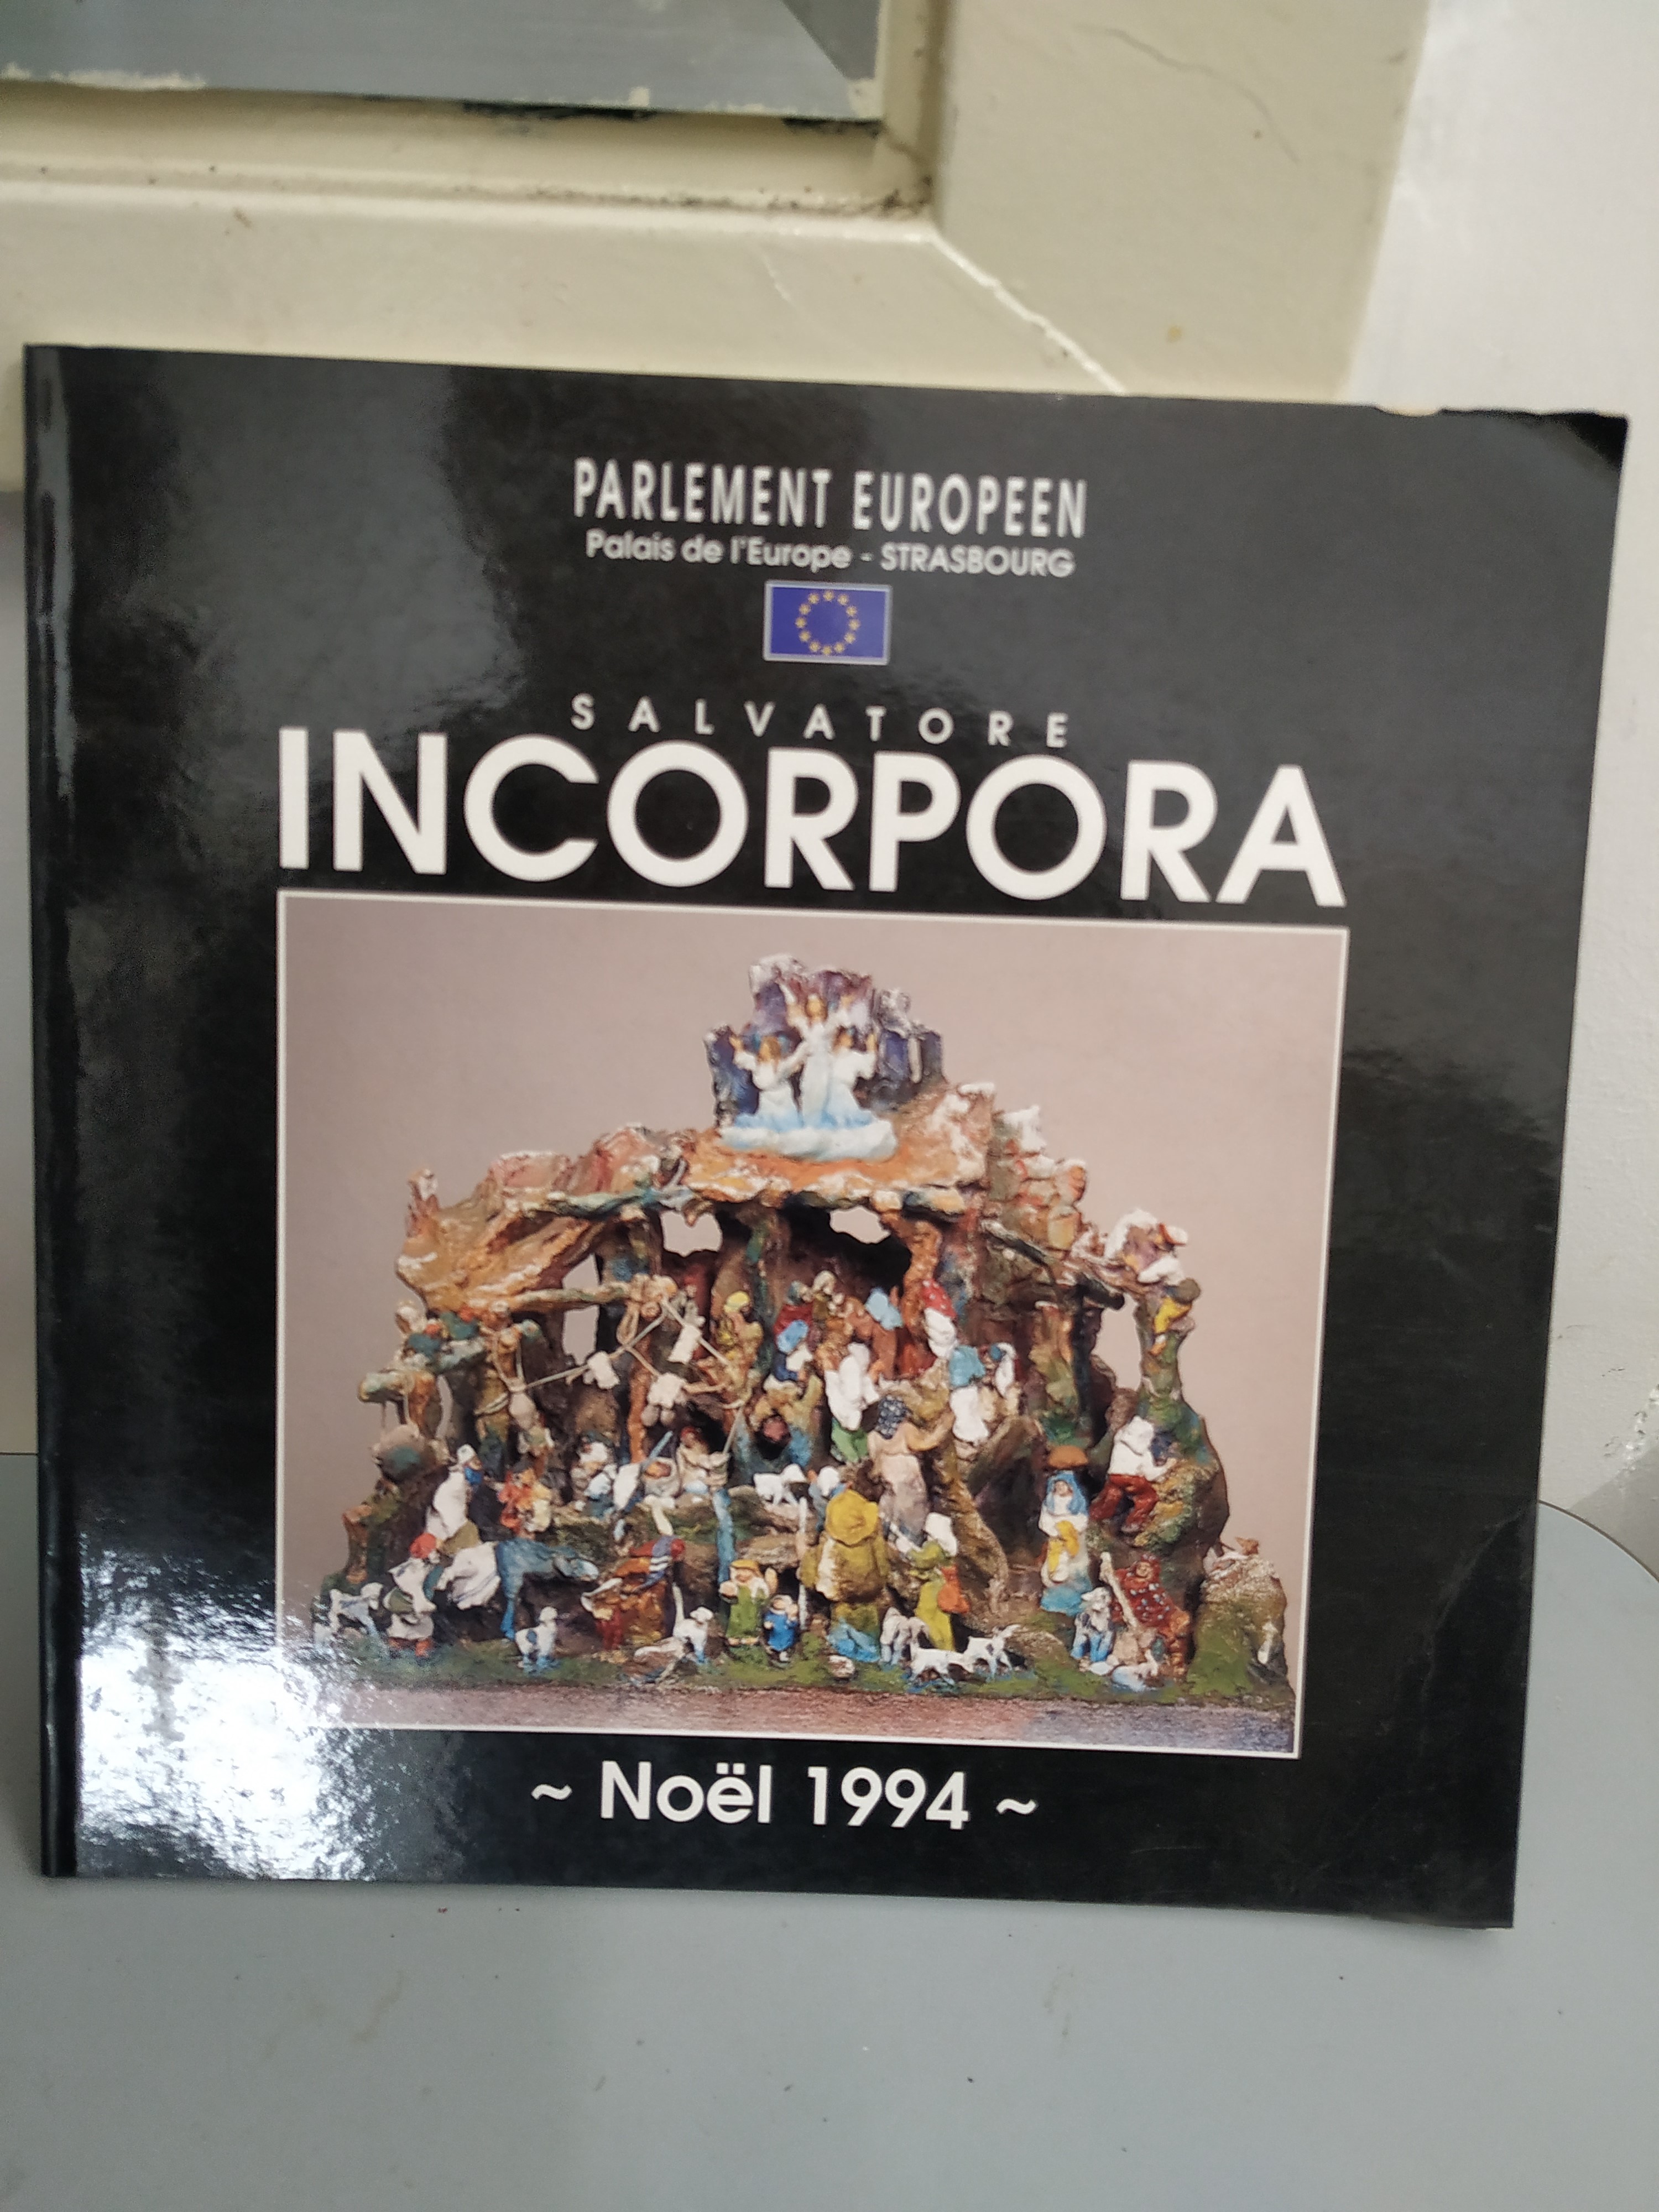 PARLEMENT EUROPEEN
Palais de l'Europe - STRASBOURG
SALVATORE
INCORPORA
~ Noël 1994 ~